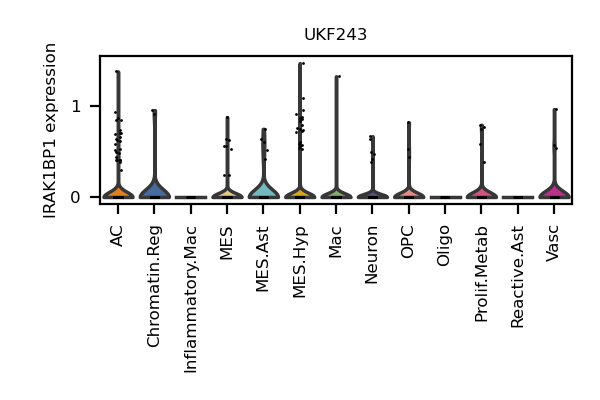 UKF243
IRAK1BP1 expression
1
0
AC
Chromatin.Reg
Inflammatory.Mac
MES
MES.Ast
MES.Hyp
Mac
Neuron
OPC
Oligo
Prolif.Metab
Reactive.Ast
Vasc